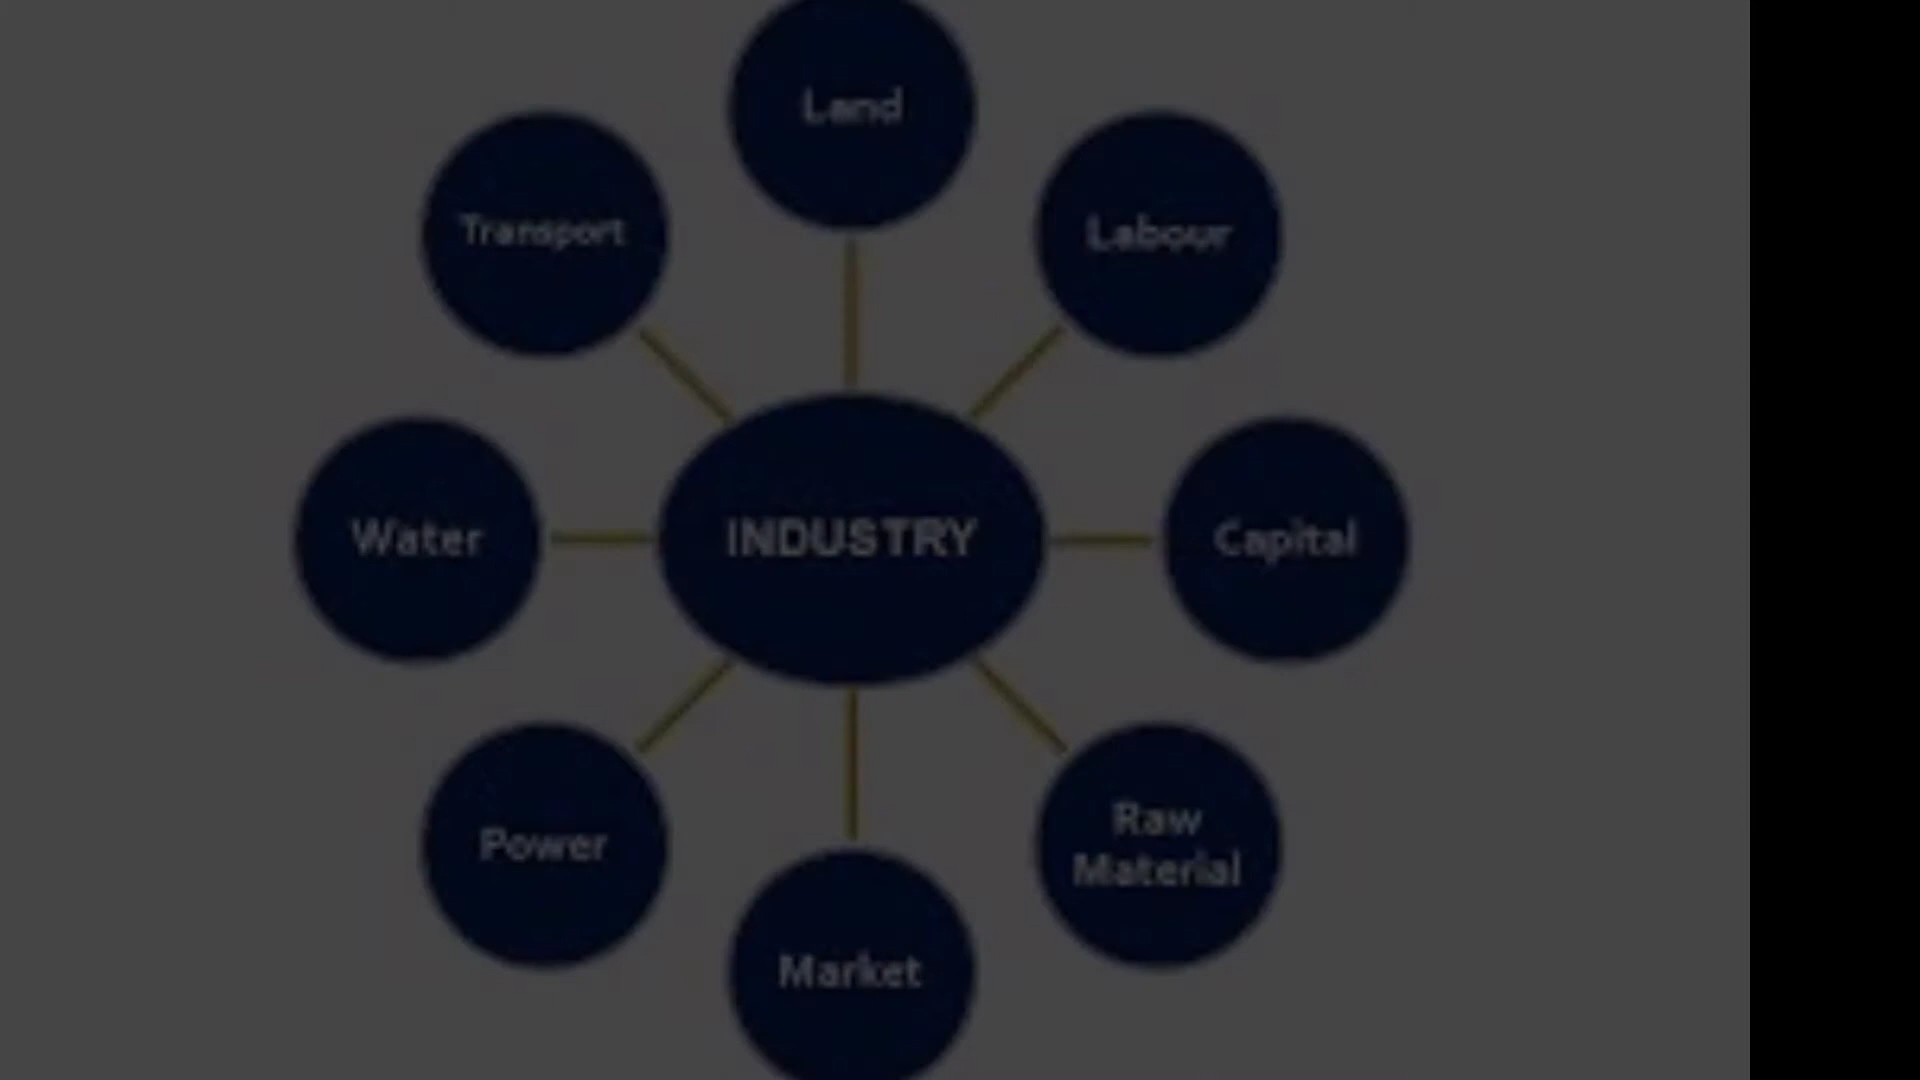 Land
Transport
Labour
Water
INDUSTRY
Capital
Power
Raw
Material
Market